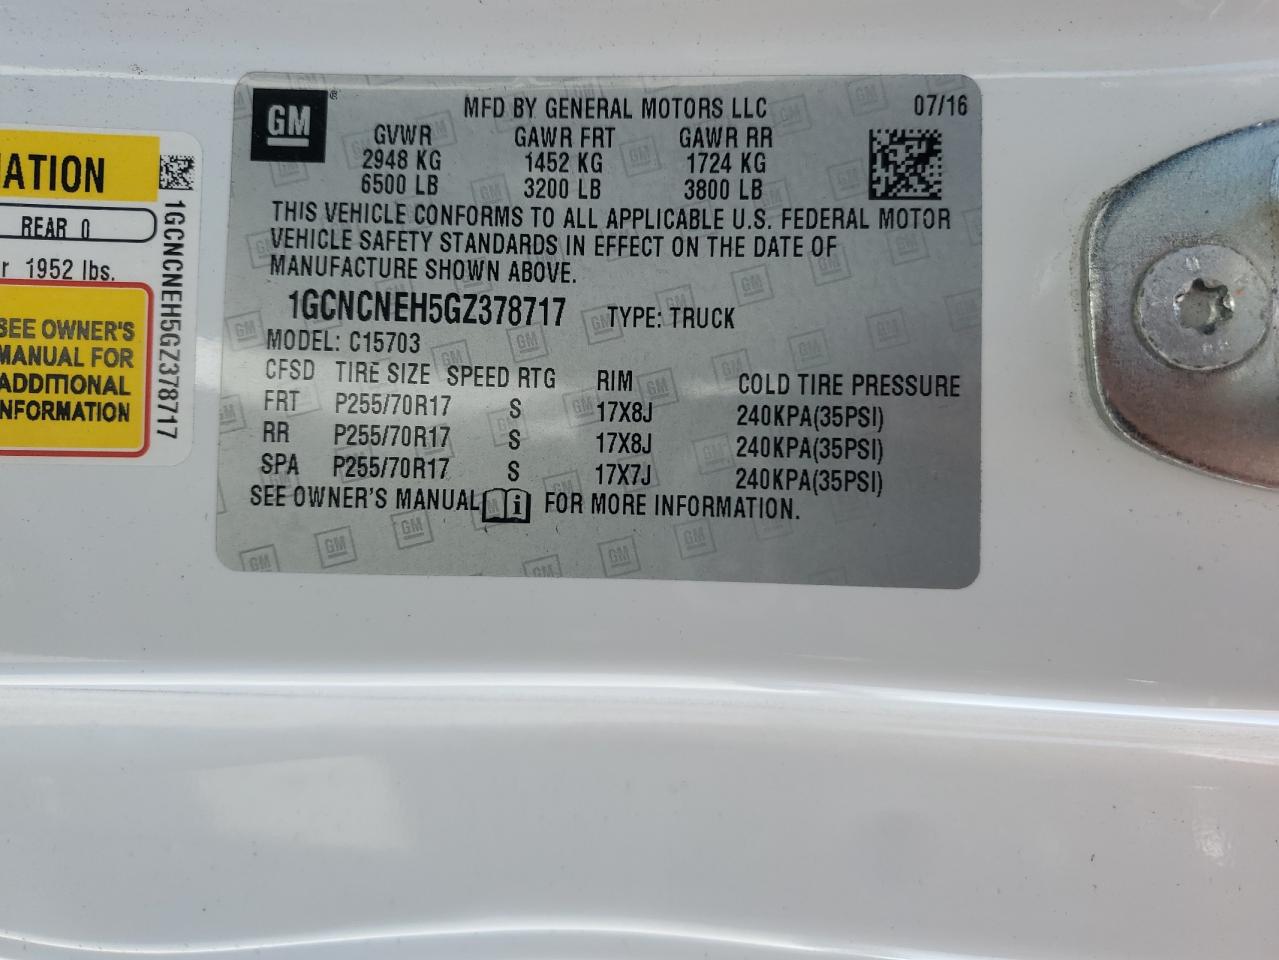 GM
MFD BY GENERAL MOTORS LLC 07/16
GVWR GAWR FRT GAWR RR
2948 KG 1452 KG 1724 KG
6500 LB 3200 LB 3800 LB
THIS VEHICLE CONFORMS TO ALL APPLICABLE U.S. FEDERAL MOTOR
VEHICLE SAFETY STANDARDS IN EFFECT ON THE DATE OF
MANUFACTURE SHOWN ABOVE.
1GCNCNEH5GZ378717 TYPE: TRUCK
MODEL: C15703
CFSD TIRE SIZE SPEED RTG RIM COLD TIRE PRESSURE
FRT P255/70R17 S 17X8J 240KPA(35PSI)
RR P255/70R17 S 17X8J 240KPA(35PSI)
SPA P255/70R17 S 17X7J 240KPA(35PSI)
SEE OWNER'S MANUAL i FOR MORE INFORMATION.
MATION
REAR 0
r 1952 lbs.
SEE OWNER'S
MANUAL FOR
ADDITIONAL
INFORMATION
1GCNCNEH5GZ378717